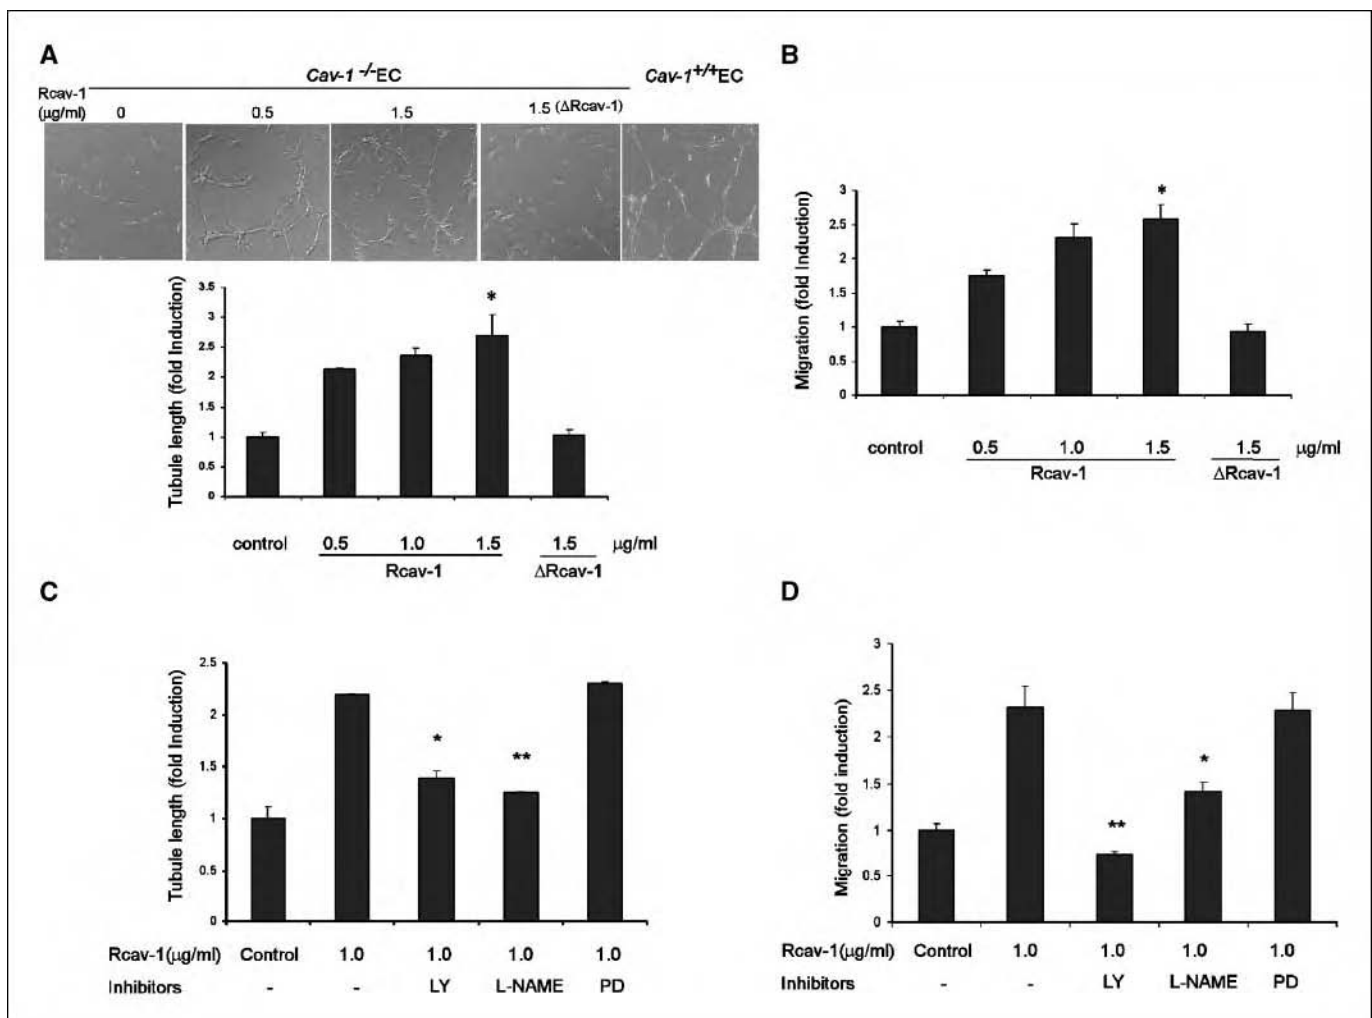 A
Cav-1 -/-EC
Cav-1+/+EC
Rcav-1
(µg/ml)
0
0.5
1.5
1.5 (ΔRcav-1)
Tubule length (fold Induction)
3.5
3
2.5
2
1.5
1
0.5
0
*
control
0.5
1.0
1.5
1.5
µg/ml
Rcav-1
ΔRcav-1
B
Migration (fold Induction)
3
2.5
2
1.5
1
0.5
0
*
control
0.5
1.0
1.5
1.5
µg/ml
Rcav-1
ΔRcav-1
C
Tubule length (fold Induction)
2.5
2
1.5
1
0.5
0
*
**
Rcav-1(µg/ml) Control 1.0 1.0 1.0 1.0
Inhibitors - - LY L-NAME PD
D
Migration (fold induction)
3
2.5
2
1.5
1
0.5
0
**
*
Rcav-1(µg/ml) Control 1.0 1.0 1.0 1.0
Inhibitors - - LY L-NAME PD